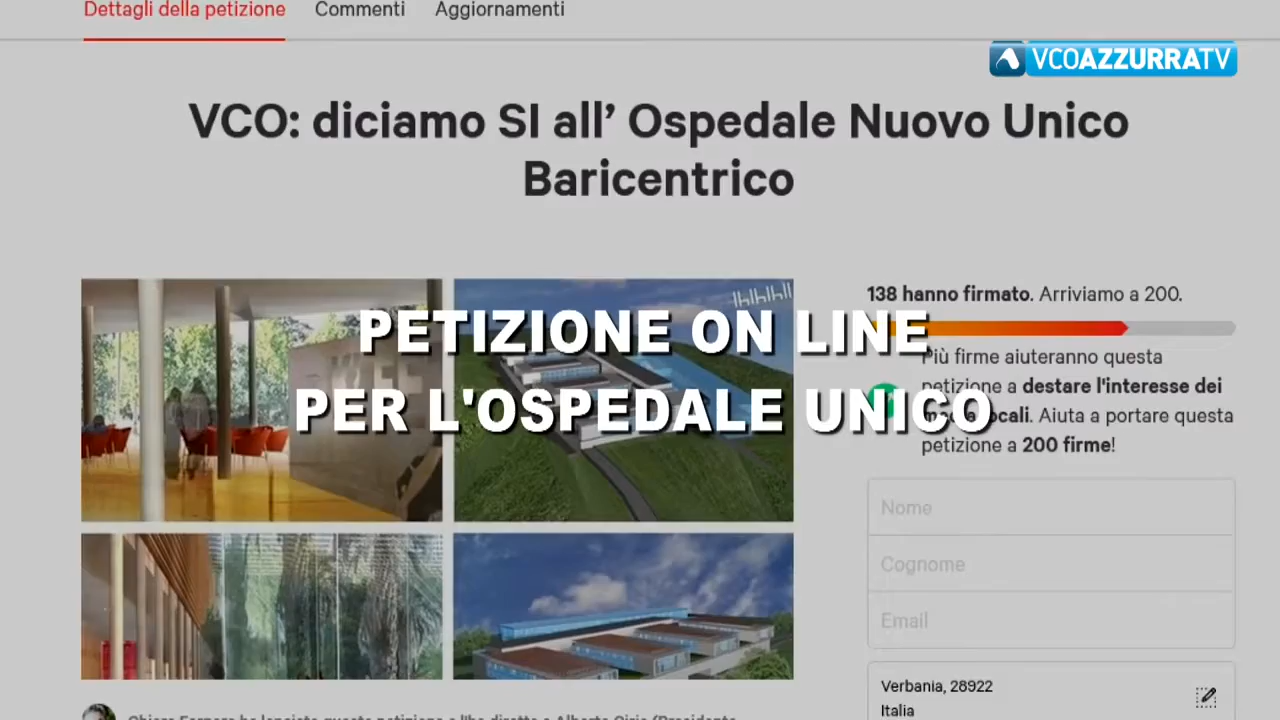 Dettagli della petizione Commenti Aggiornamenti
VCOAZZURRATV
VCO: diciamo SI all’ Ospedale Nuovo Unico
Baricentrico
138 hanno firmato. Arriviamo a 200.
PETIZIONE ON LINE
PER L'OSPEDALE UNICO
Più firme aiuteranno questa
petizione a destare l'interesse dei
locali. Aiuta a portare questa
petizione a 200 firme!
Nome
Cognome
Email
Verbania, 28922
Italia